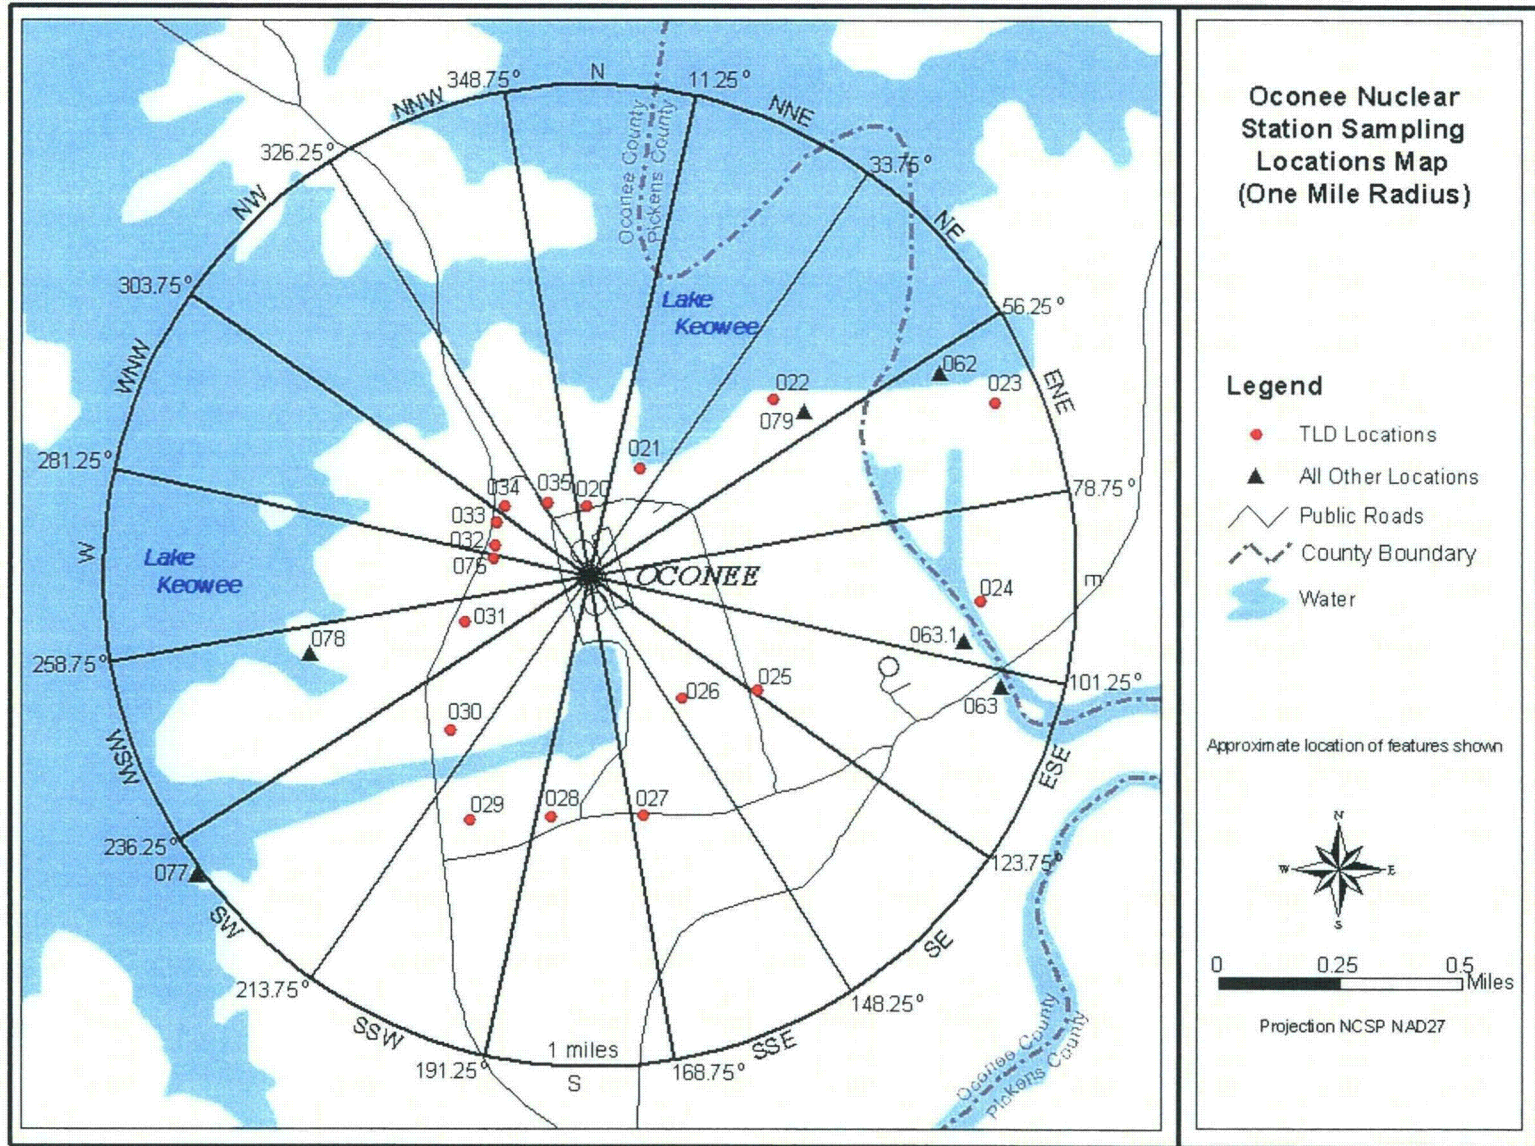 348.75°
N
11.25°
NNW
NNE
326.25°
33.75°
NW
NE
Oconee County
Pickens County
303.75°
56.25°
Lake
Keowee
WNW
ENE
062
023
022
079
021
281.25°
78.75°
034
035
020
033
032
076
W
E
Lake
Keowee
OCONEE
024
031
063.1
078
258.75°
101.25°
026
025
063
030
WSW
ESE
029
028
027
236.25°
123.75°
077
SW
SE
213.75°
148.25°
SSW
SSE
1 miles
191.25°
S
168.75°
Oconee County
Pickens County
Oconee Nuclear
Station Sampling
Locations Map
(One Mile Radius)
Legend
TLD Locations
All Other Locations
Public Roads
County Boundary
Water
Approximate location of features shown
N
W
E
S
0 0.25 0.5
Miles
Projection NCSP NAD27